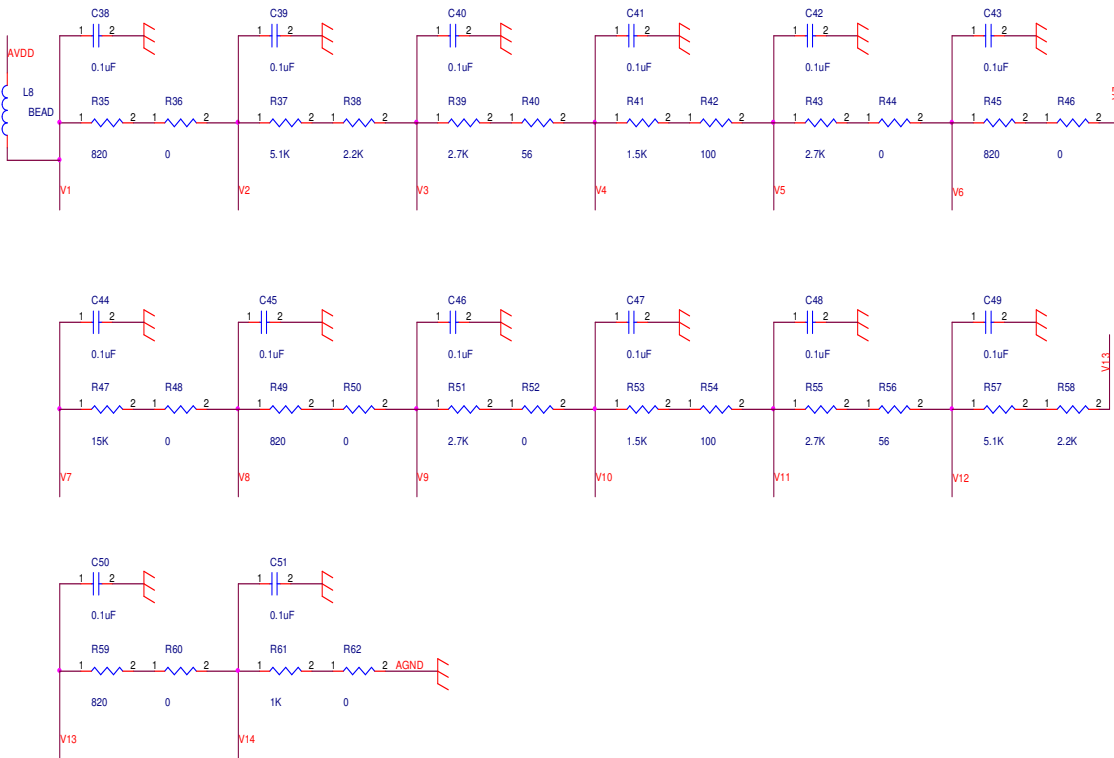 C38 C39 C40 C41 C42 C43
1 2 1 2 1 2 1 2 1 2 1 2
AVDD
0.1uF 0.1uF 0.1uF 0.1uF 0.1uF 0.1uF
L8
BEAD
R35 R36 R37 R38 R39 R40 R41 R42 R43 R44 R45 R46
1 2 1 2 1 2 1 2 1 2 1 2 1 2 1 2 1 2 1 2 1 2 1 2
820 0 5.1K 2.2K 2.7K 56 1.5K 100 2.7K 0 820 0
V1 V2 V3 V4 V5 V6
C44 C45 C46 C47 C48 C49
1 2 1 2 1 2 1 2 1 2 1 2
0.1uF 0.1uF 0.1uF 0.1uF 0.1uF 0.1uF
V13
R47 R48 R49 R50 R51 R52 R53 R54 R55 R56 R57 R58
1 2 1 2 1 2 1 2 1 2 1 2 1 2 1 2 1 2 1 2 1 2 1 2
15K 0 820 0 2.7K 0 1.5K 100 2.7K 56 5.1K 2.2K
V7 V8 V9 V10 V11 V12
C50 C51
1 2 1 2
0.1uF 0.1uF
R59 R60 R61 R62
1 2 1 2 1 2 1 2 AGND
820 0 1K 0
V13 V14